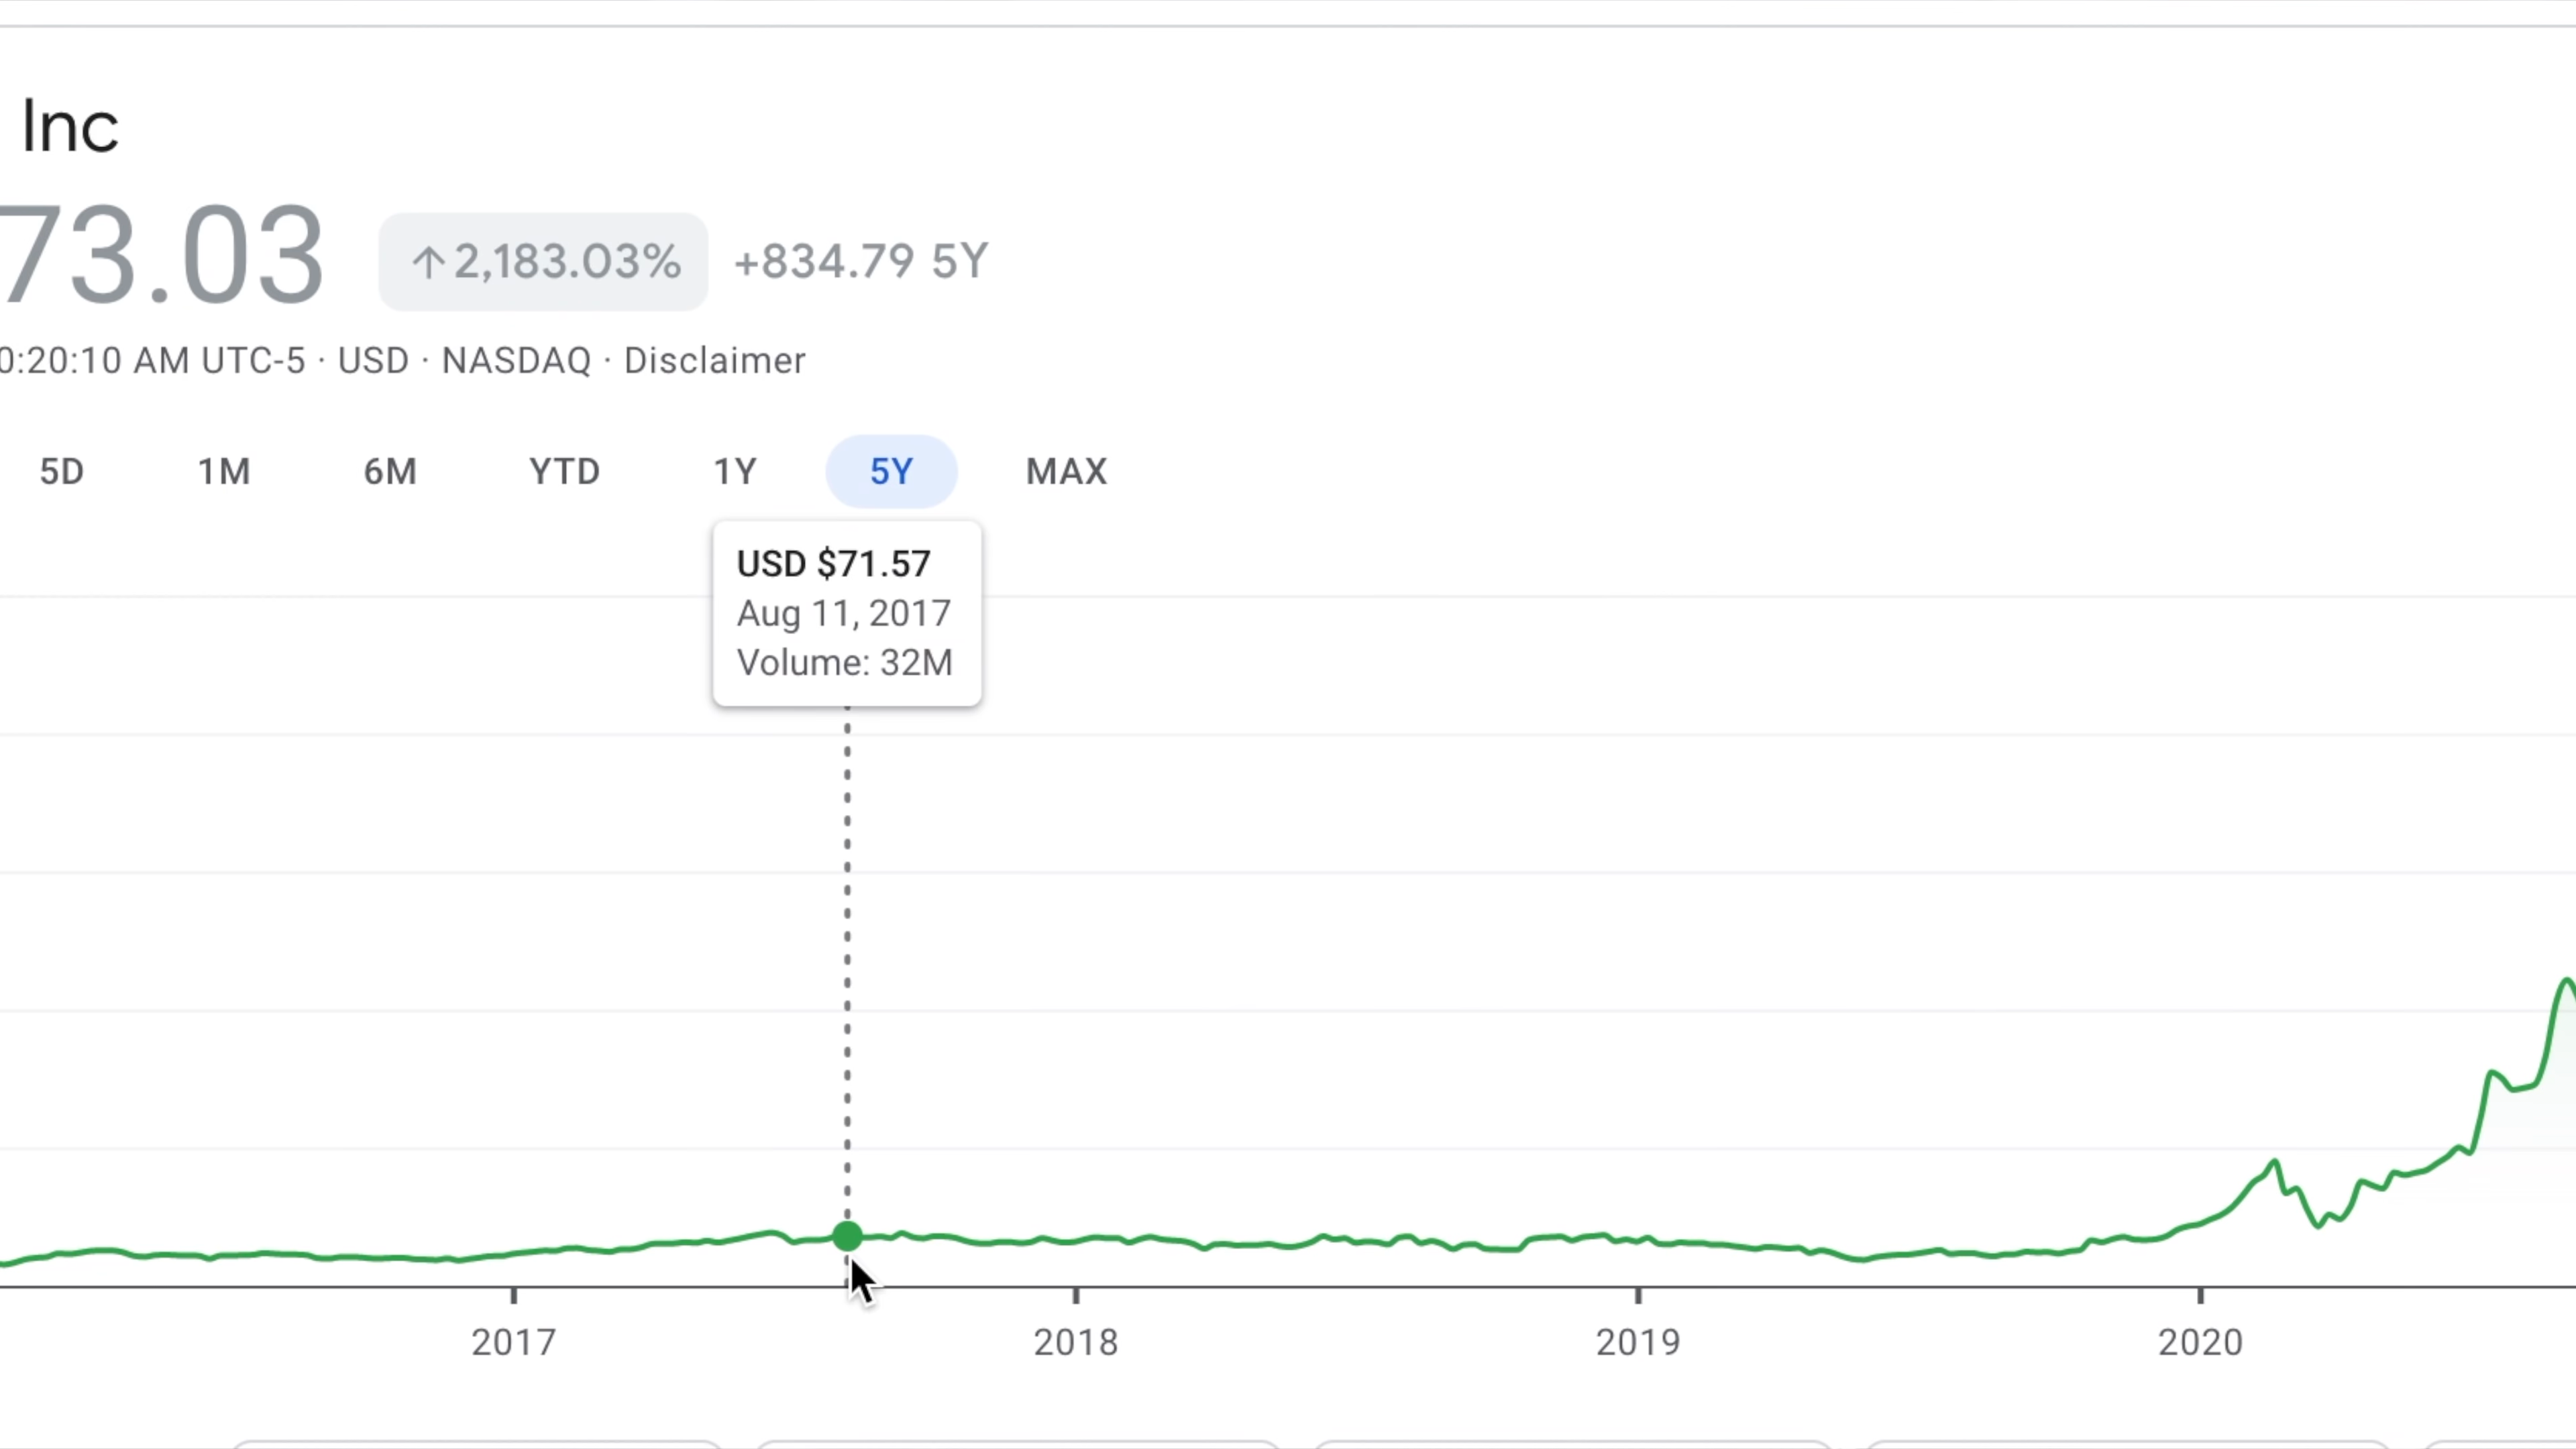 Inc
73.03 ↑2,183.03% +834.79 5Y
0:20:10 AM UTC-5 · USD · NASDAQ · Disclaimer
5D 1M 6M YTD 1Y 5Y MAX
USD $71.57
Aug 11, 2017
Volume: 32M
2017 2018 2019 2020